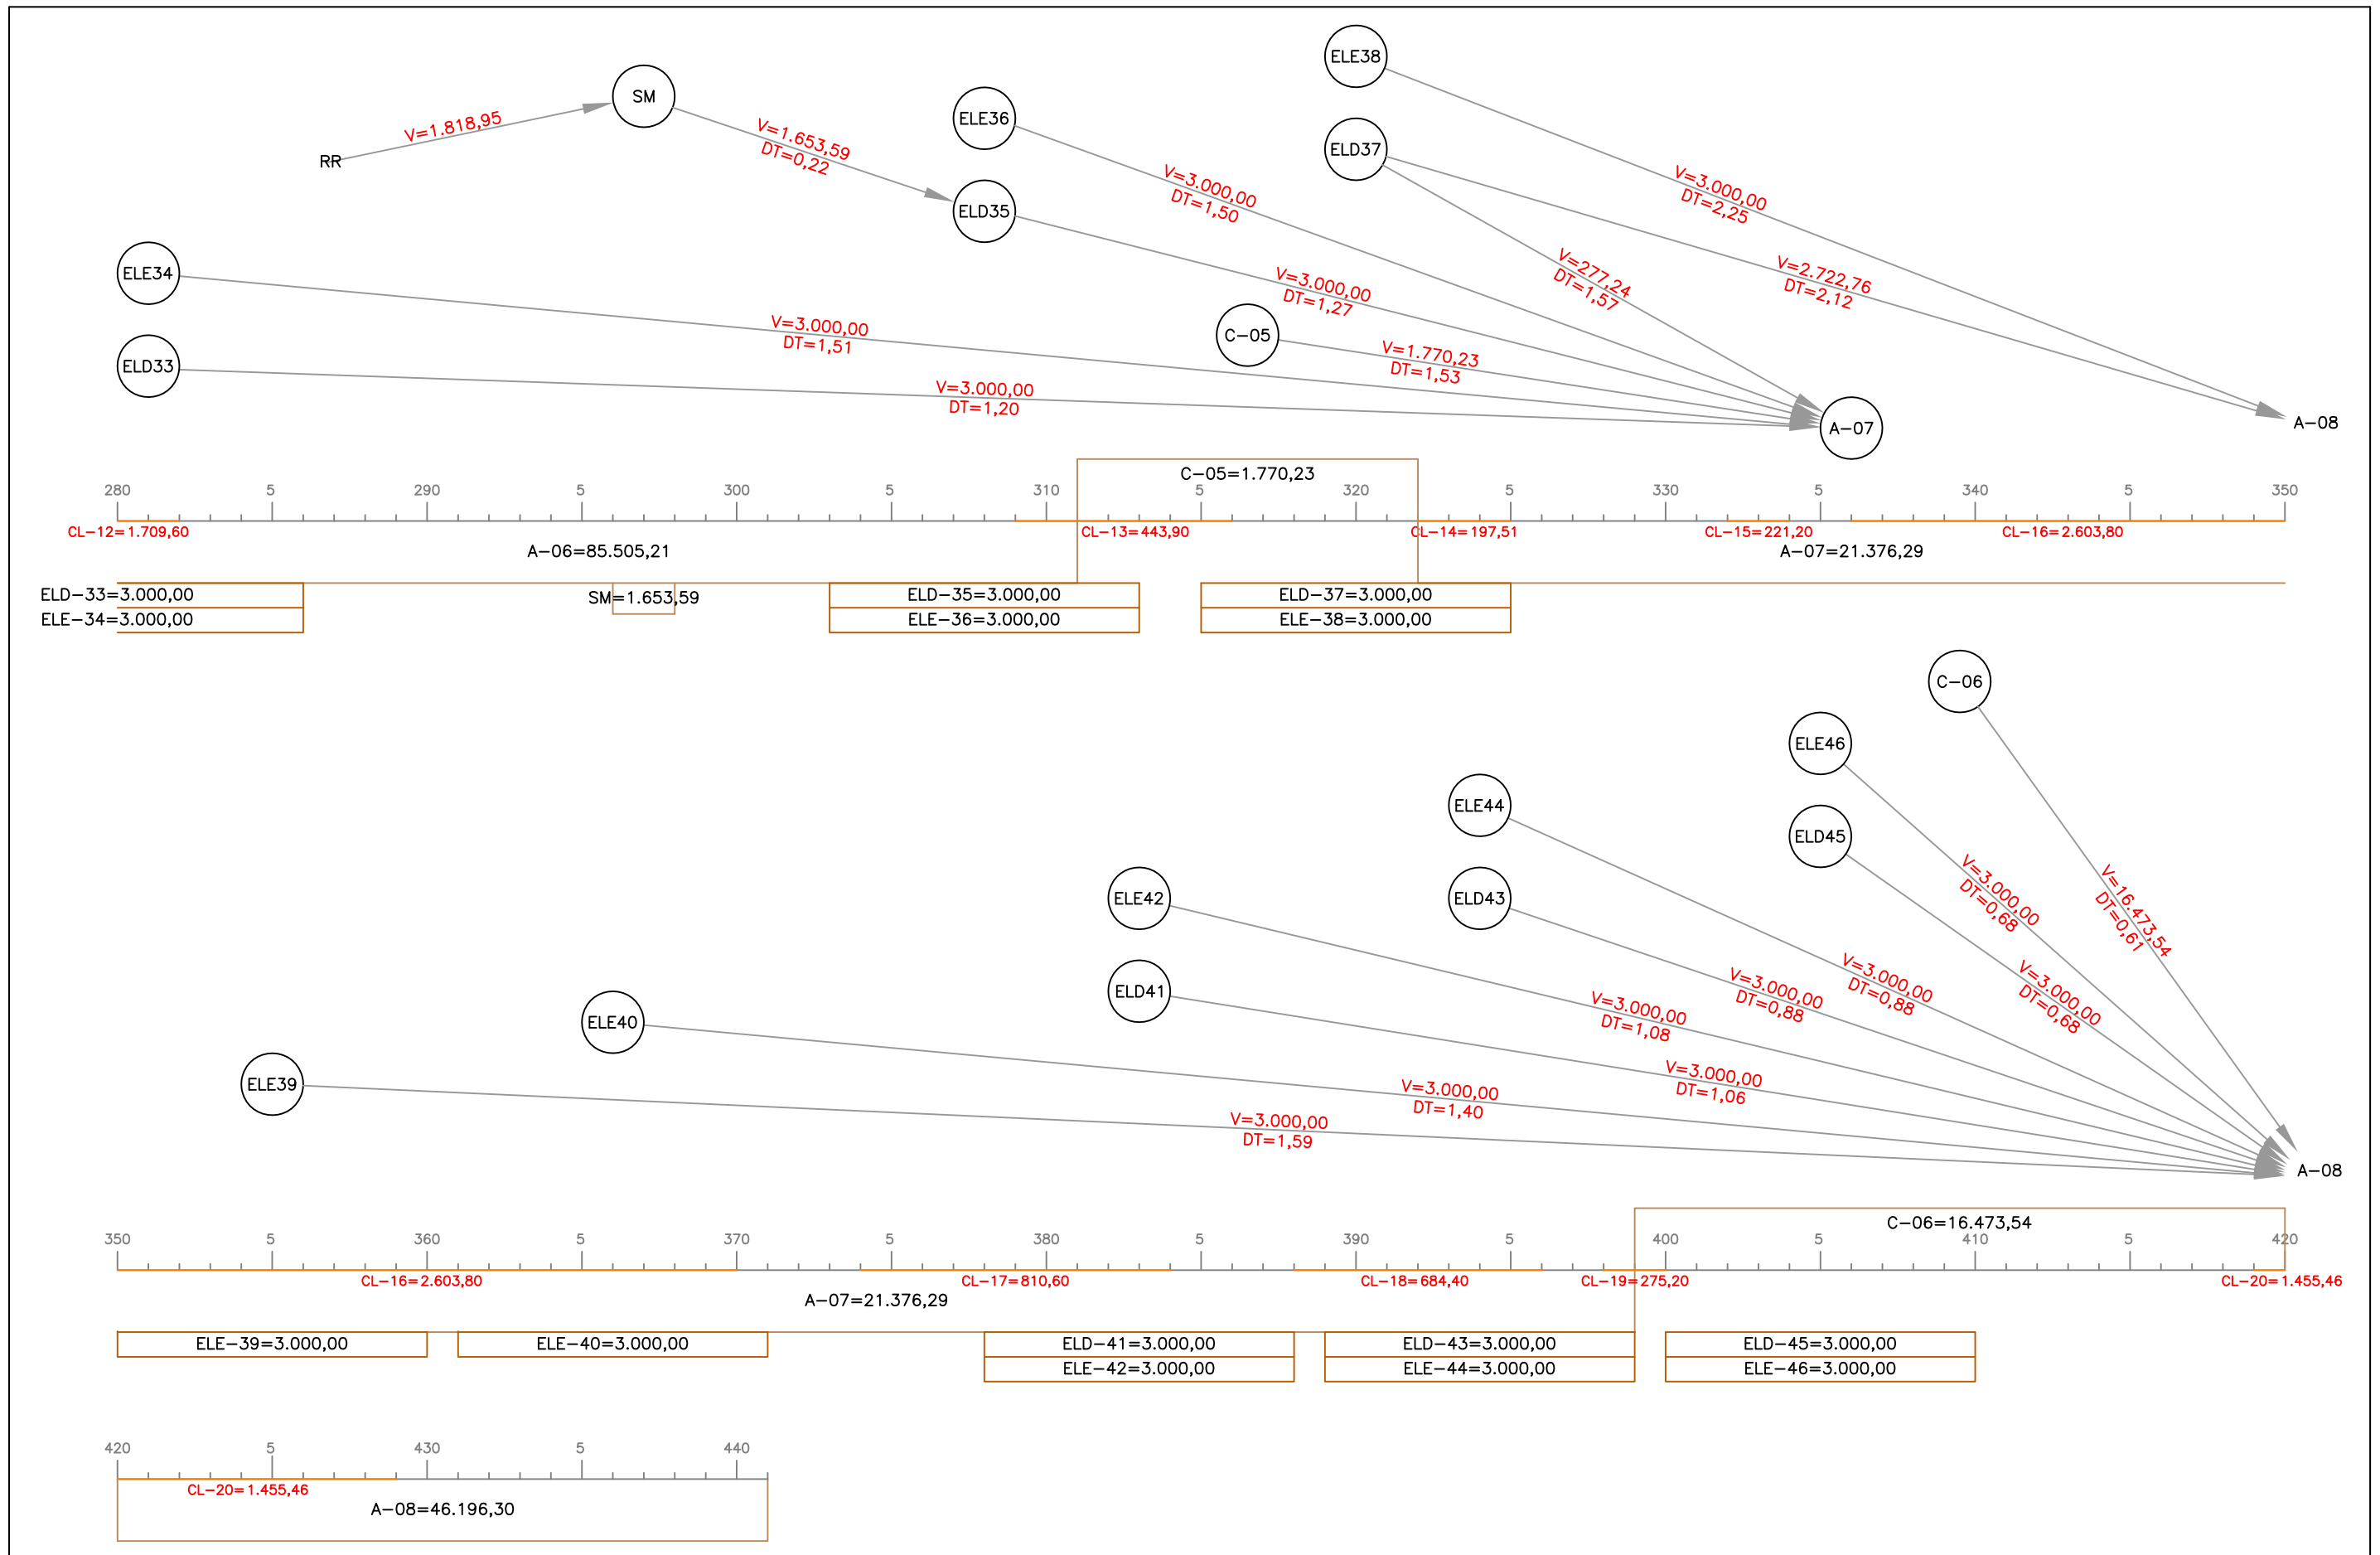 ELE38
SM
ELE36
V=1.818,95
RR
V=1.653,59
DT=0,22
ELD37
V=3.000,00
DT=1,50
V=3.000,00
DT=2,25
ELD35
ELE34
V=3.000,00
DT=1,27
V=277,24
DT=1,57
V=2.722,76
DT=2,12
V=3.000,00
DT=1,51
C-05
V=1.770,23
DT=1,53
ELD33
V=3.000,00
DT=1,20
A-07
A-08
C-05=1.770,23
280 5 290 5 300 5 310 5 320 5 330 5 340 5 350
CL-12=1.709,60 CL-13=443,90 CL-14=197,51 CL-15=221,20 CL-16=2.603,80
A-06=85.505,21 A-07=21.376,29
ELD-33=3.000,00 SM=1.653,59 ELD-35=3.000,00 ELD-37=3.000,00
ELE-34=3.000,00 ELE-36=3.000,00 ELE-38=3.000,00
C-06
ELE46
ELE44
ELD45
ELE42
ELD43
V=3.000,00
DT=0,68
V=16.473,54
DT=0,61
ELD41
V=3.000,00
DT=0,88
V=3.000,00
DT=0,88
V=3.000,00
DT=0,68
ELE40
V=3.000,00
DT=1,08
ELE39
V=3.000,00
DT=1,06
V=3.000,00
DT=1,40
V=3.000,00
DT=1,59
A-08
C-06=16.473,54
350 5 360 5 370 5 380 5 390 5 400 5 410 5 420
CL-16=2.603,80 CL-17=810,60 CL-18=684,40 CL-19=275,20 CL-20=1.455,46
A-07=21.376,29
ELE-39=3.000,00 ELE-40=3.000,00 ELD-41=3.000,00 ELD-43=3.000,00 ELD-45=3.000,00
ELE-42=3.000,00 ELE-44=3.000,00 ELE-46=3.000,00
420 5 430 5 440
CL-20=1.455,46
A-08=46.196,30